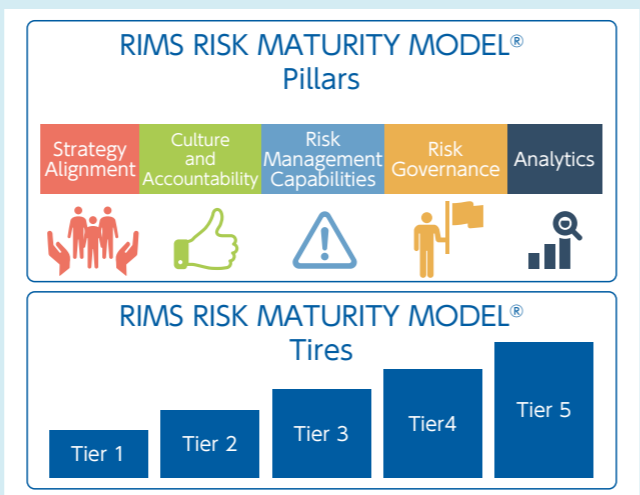 RIMS RISK MATURITY MODEL®
Pillars
Strategy
Alignment
Culture
and
Accountability
Risk
Management
Capabilities
Risk
Governance
Analytics
RIMS RISK MATURITY MODEL®
Tires
Tier 1
Tier 2
Tier 3
Tier4
Tier 5